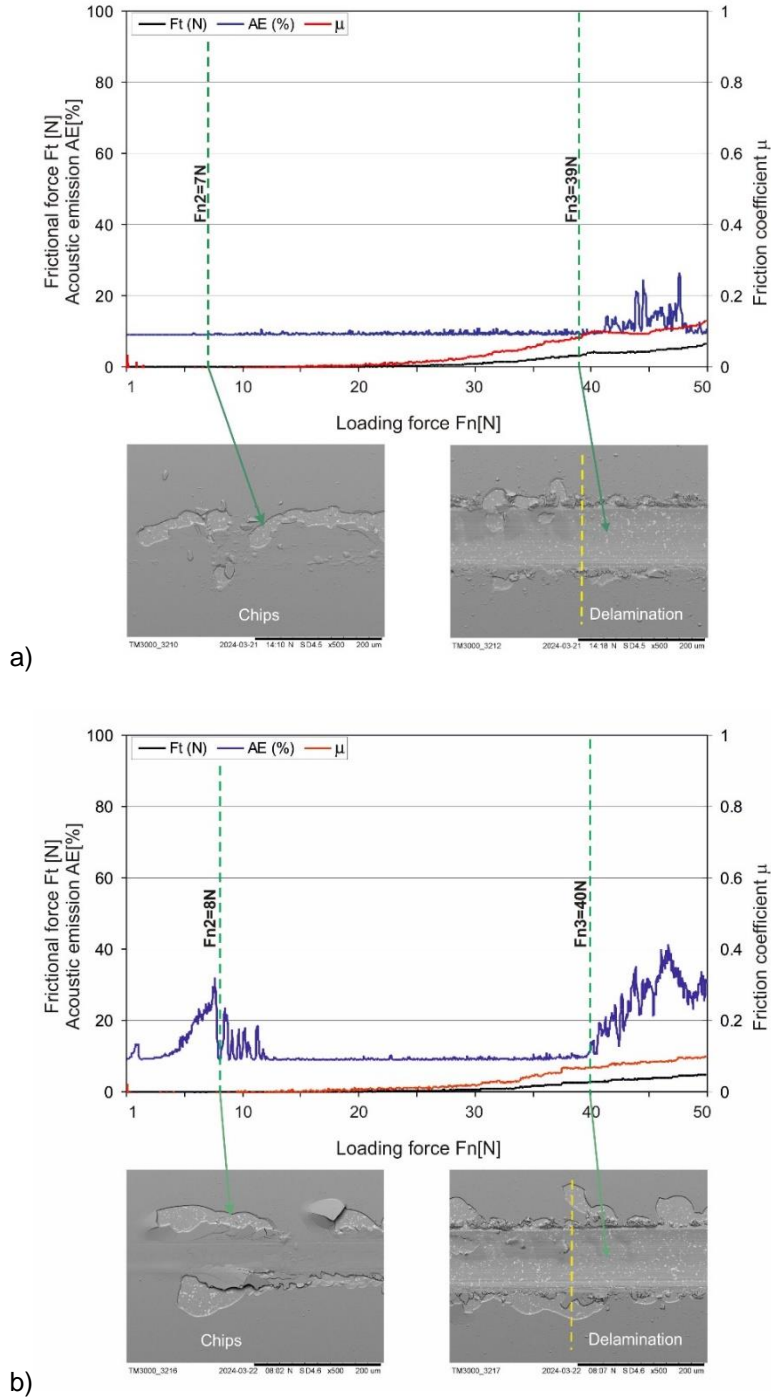 100
80
60
40
20
0
1
0.8
0.6
0.4
0.2
0
Ft (N) AE (%) μ
Frictional force Ft [N]
Acoustic emission AE[%]
Friction coefficient μ
Fn2=7N
Fn3=39N
1 10 20 30 40 50
Loading force Fn[N]
Chips
Delamination
TM3000_3210 2024-03-21 14:10 N SD4.5 x500 200 um
TM3000_3212 2024-03-21 14:18 N SD4.5 x500 200 um
a)
100
80
60
40
20
0
1
0.8
0.6
0.4
0.2
0
Ft (N) AE (%) μ
Frictional force Ft [N]
Acoustic emission AE[%]
Friction coefficient μ
Fn2=8N
Fn3=40N
1 10 20 30 40 50
Loading force Fn[N]
Chips
Delamination
TM3000_3216 2024-03-22 08:02 N SD4.6 x500 200 um
TM3000_3217 2024-03-22 08:07 N SD4.6 x500 200 um
b)